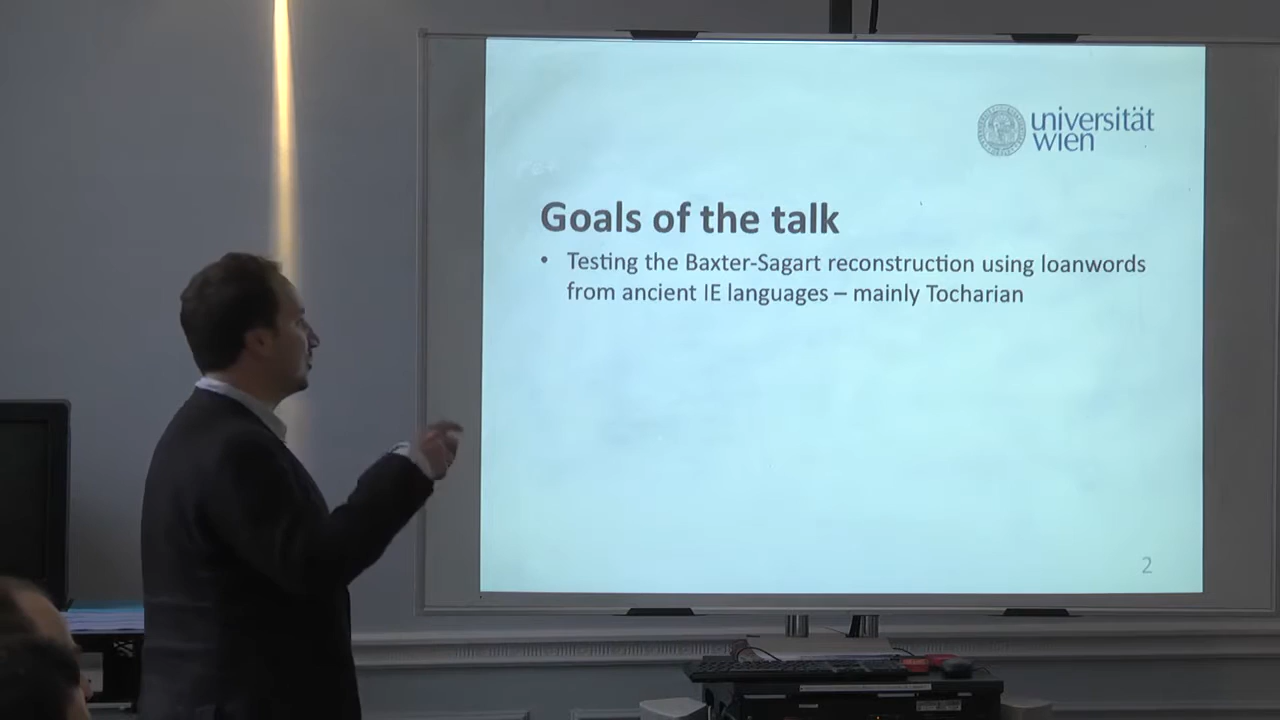 universität
wien
Goals of the talk
• Testing the Baxter-Sagart reconstruction using loanwords
from ancient IE languages – mainly Tocharian
2